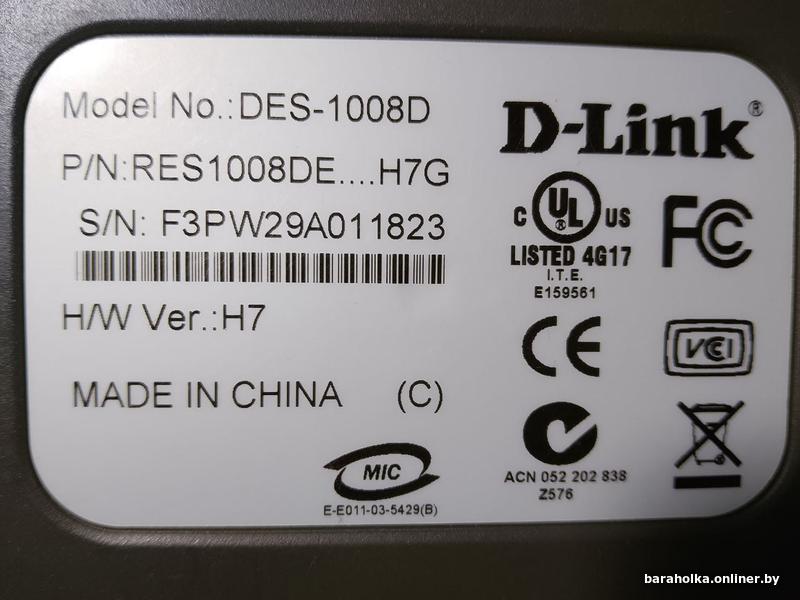 Model No.:DES-1008D
P/N:RES1008DE....H7G
S/N: F3PW29A011823
H/W Ver.:H7
MADE IN CHINA (C)
MIC
E-E011-03-5429(B)
D-Link®
C UL® US
LISTED 4G17
I.T.E.
E159561
FC
CE
VCCI
ACN 052 202 838
Z576
baraholka.onliner.by